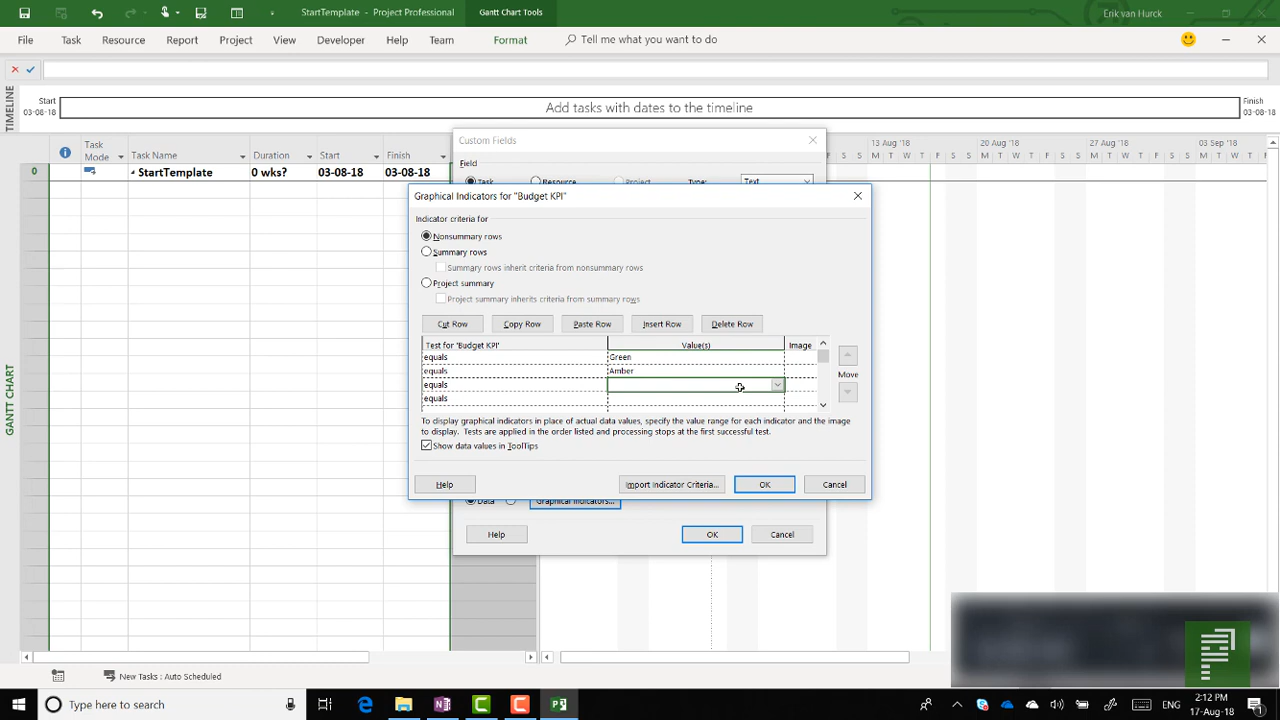 StartTemplate - Project Professional
Gantt Chart Tools
Erik van Hurck
File Task Resource Report Project View Developer Help Team Format Tell me what you want to do
TIMELINE
Start
03-08-18
Add tasks with dates to the timeline
Finish
03-08-18
GANTT CHART
Task Mode Task Name Duration Start Finish
13 Aug '18 20 Aug '18 27 Aug '18 03 Sep '18
S S M T W T F S S M T W T F S S M T W T F S S M T W T F
0 StartTemplate 0 wks? 03-08-18 03-08-18
Custom Fields
Field
Task Resource Project Type: Text
Graphical Indicators for "Budget KPI"
Indicator criteria for
Nonsummary rows
Summary rows
Summary rows inherit criteria from nonsummary rows
Project summary
Project summary inherits criteria from summary rows
Cut Row Copy Row Paste Row Insert Row Delete Row
Test for 'Budget KPI' Value(s) Image
equals Green
equals Amber
equals
equals
Move
To display graphical indicators in place of actual data values, specify the value range for each indicator and the image
to display. Tests are applied in the order listed and processing stops at the first successful test.
Show data values in ToolTips
Help Import Indicator Criteria... OK Cancel
Data Graphical Indicators...
Help OK Cancel
New Tasks : Auto Scheduled
Type here to search
ENG
2:12 PM
17-Aug-18